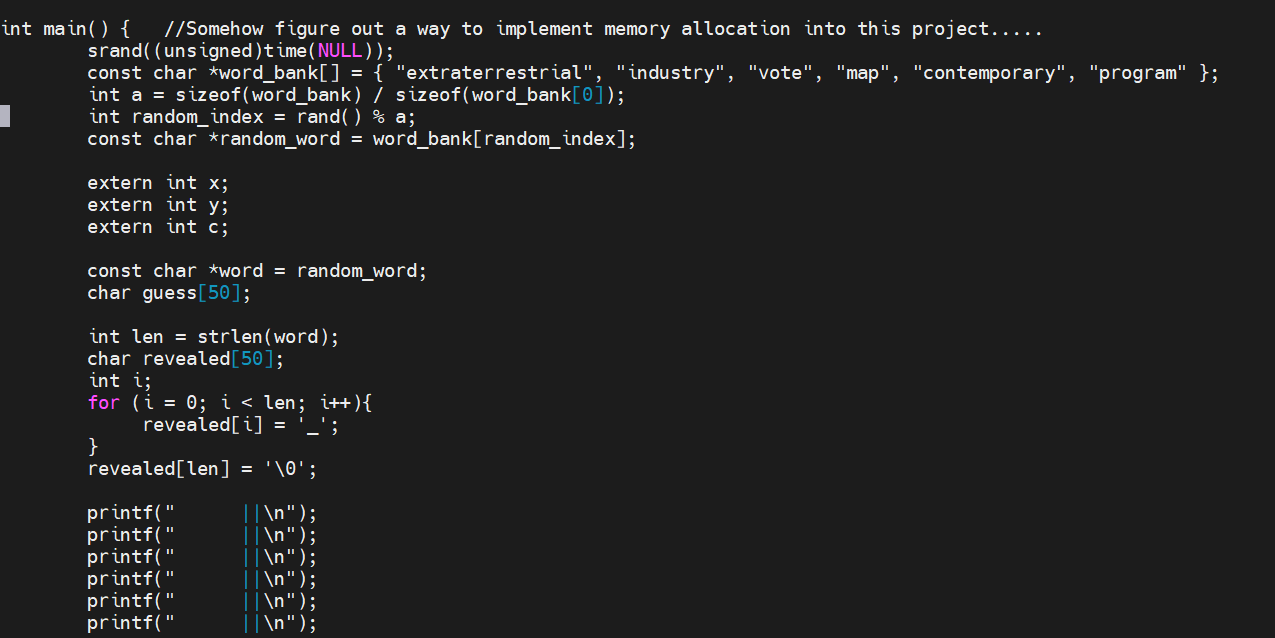 int main() {   //Somehow figure out a way to implement memory allocation into this project.....
        srand((unsigned)time(NULL));
        const char *word_bank[] = { "extraterrestrial", "industry", "vote", "map", "contemporary", "program" };
        int a = sizeof(word_bank) / sizeof(word_bank[0]);
        int random_index = rand() % a;
        const char *random_word = word_bank[random_index];

        extern int x;
        extern int y;
        extern int c;

        const char *word = random_word;
        char guess[50];

        int len = strlen(word);
        char revealed[50];
        int i;
        for (i = 0; i < len; i++){
             revealed[i] = '_';
        }
        revealed[len] = '\0';

        printf("      ||\n");
        printf("      ||\n");
        printf("      ||\n");
        printf("      ||\n");
        printf("      ||\n");
        printf("      ||\n");